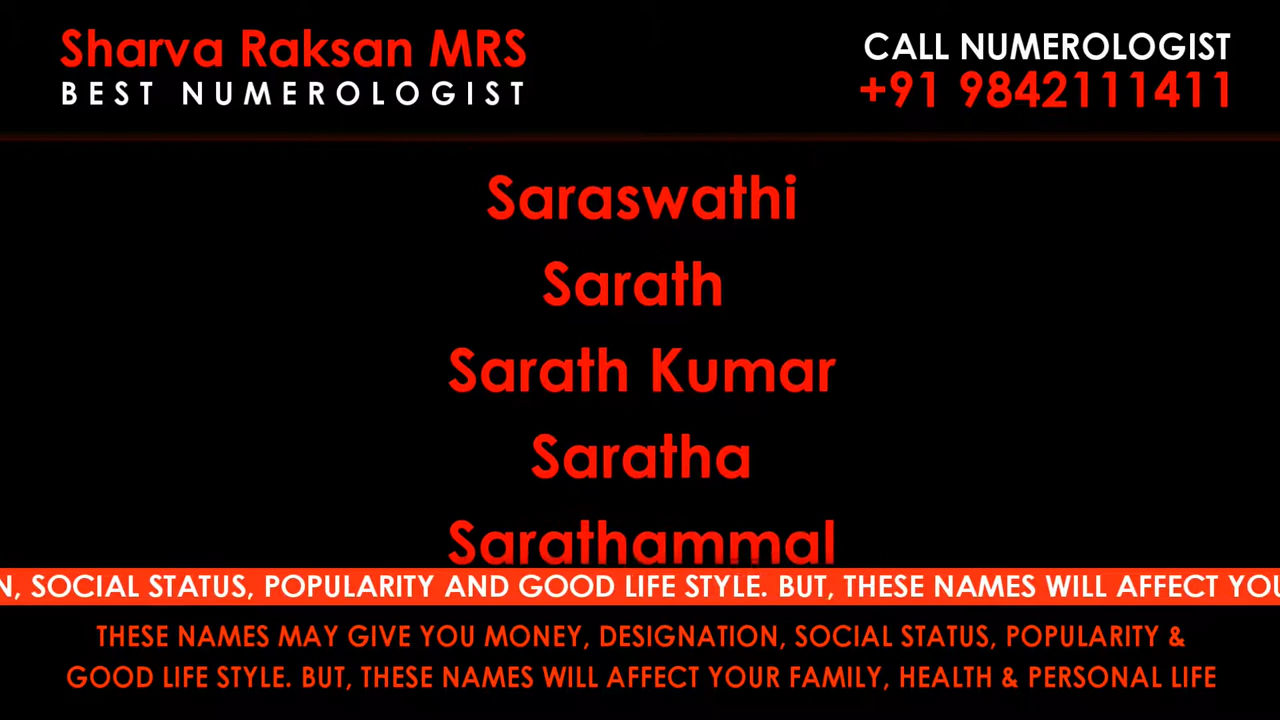 Sharva Raksan MRS
BEST NUMEROLOGIST
CALL NUMEROLOGIST
+91 9842111411
Saraswathi
Sarath
Sarath Kumar
Saratha
Sarathammal
N, SOCIAL STATUS, POPULARITY AND GOOD LIFE STYLE. BUT, THESE NAMES WILL AFFECT YOU
THESE NAMES MAY GIVE YOU MONEY, DESIGNATION, SOCIAL STATUS, POPULARITY &
GOOD LIFE STYLE. BUT, THESE NAMES WILL AFFECT YOUR FAMILY, HEALTH & PERSONAL LIFE